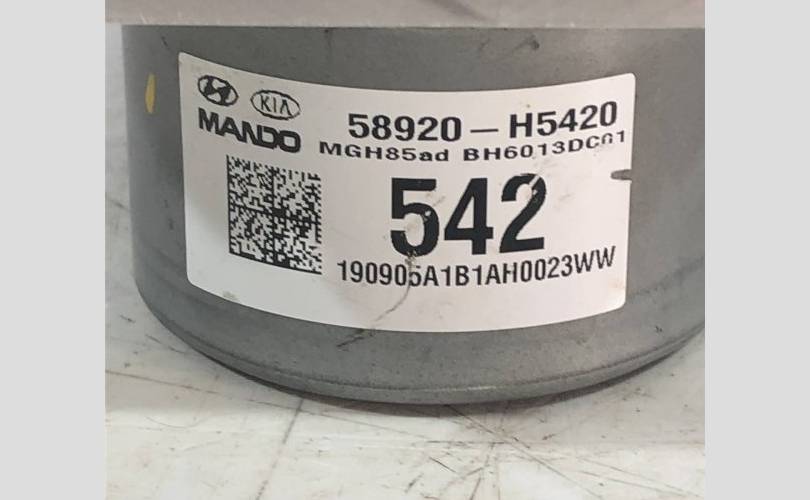 KIA
MANDO
58920 – H5420
MGH85ad BH6013DC01
542
190905A1B1AH0023WW